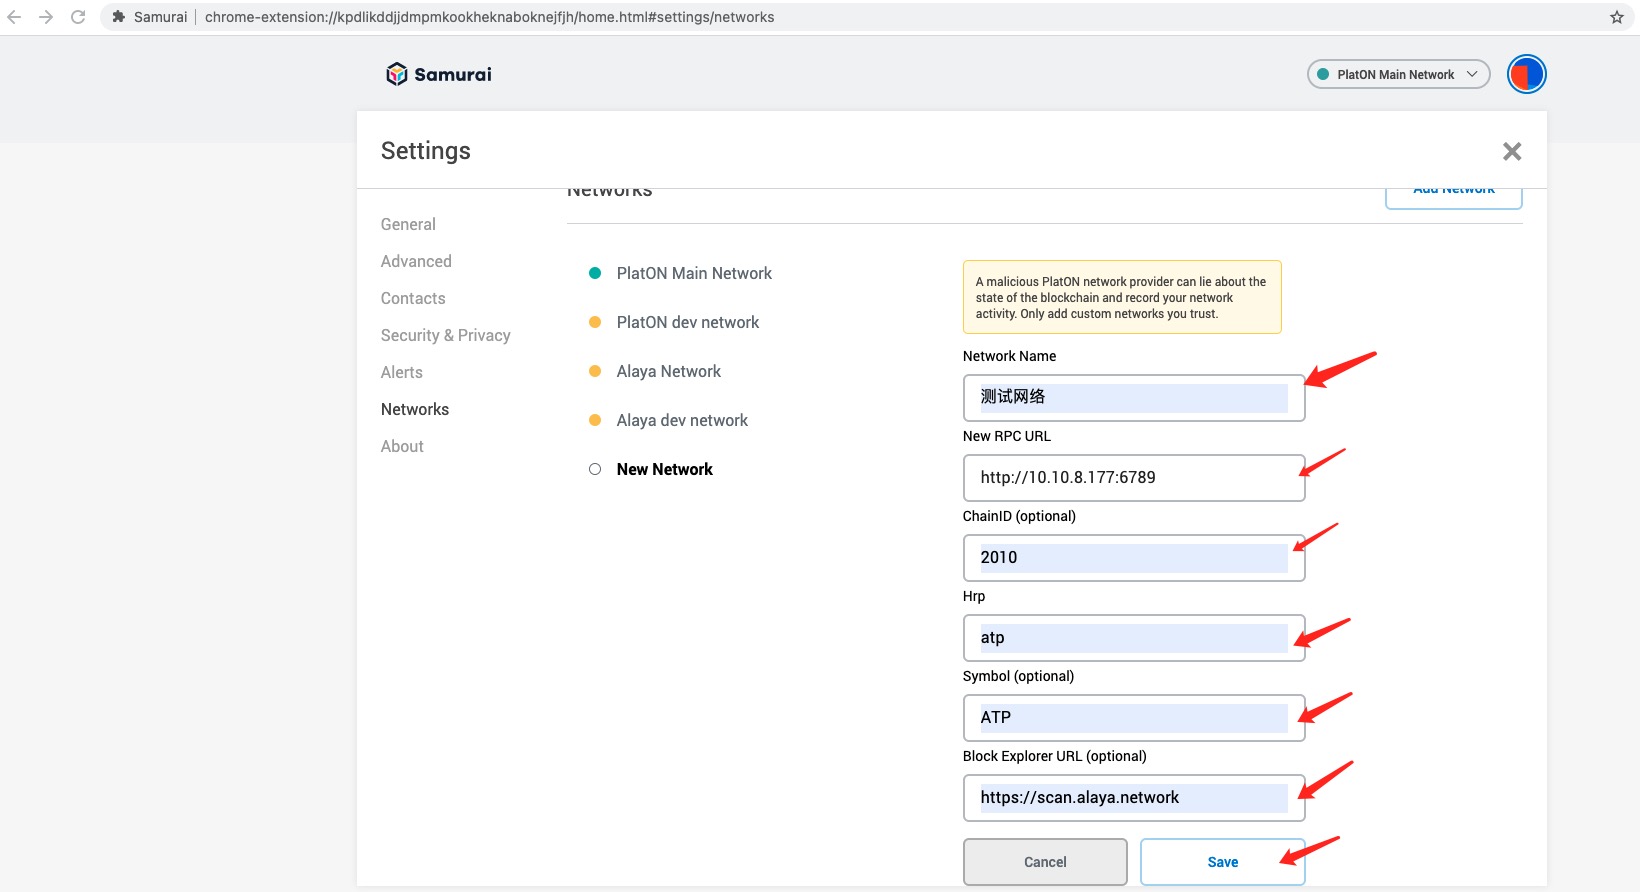 Samurai
chrome-extension://kpdlikddjjdmpmkookheknaboknejfjh/home.html#settings/networks
Samurai
PlatON Main Network
Settings
Networks
Add Network
General
Advanced
Contacts
Security & Privacy
Alerts
Networks
About
PlatON Main Network
PlatON dev network
Alaya Network
Alaya dev network
New Network
A malicious PlatON network provider can lie about the
state of the blockchain and record your network
activity. Only add custom networks you trust.
Network Name
测试网络
New RPC URL
http://10.10.8.177:6789
ChainID (optional)
2010
Hrp
atp
Symbol (optional)
ATP
Block Explorer URL (optional)
https://scan.alaya.network
Cancel
Save